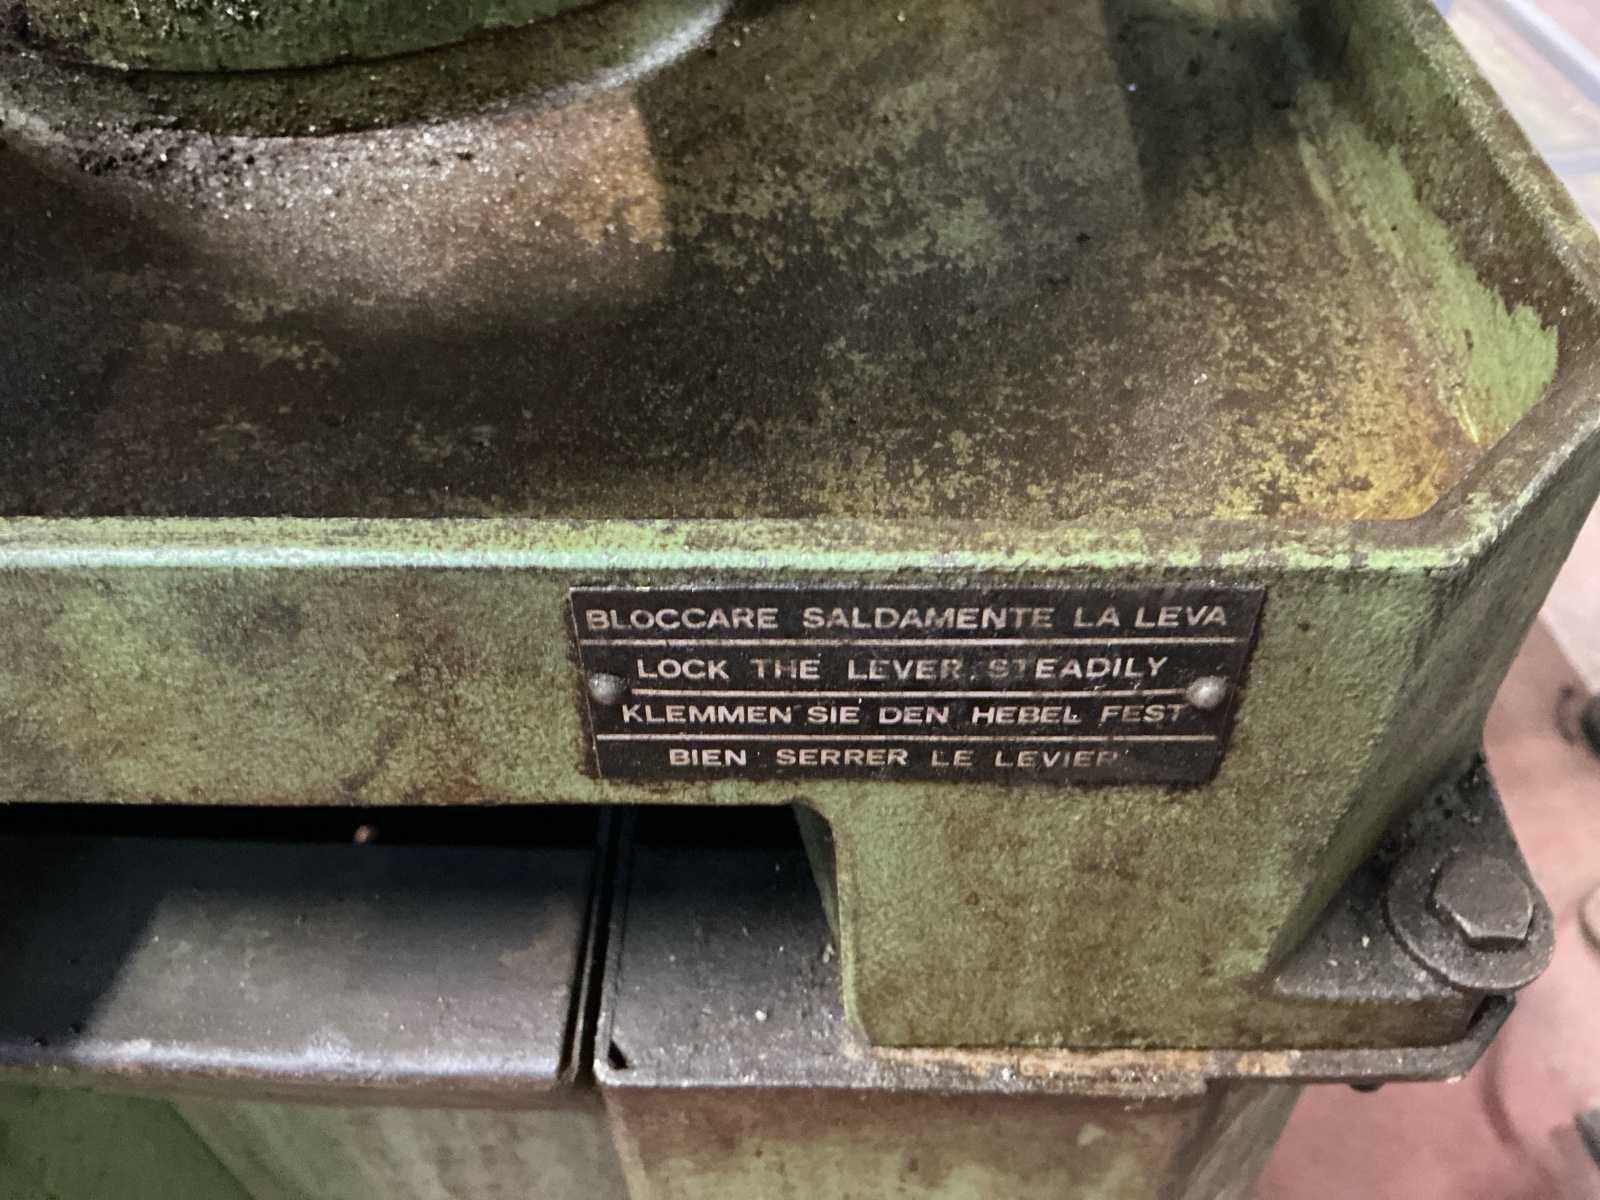 BLOCCARE SALDAMENTE LA LEVA
LOCK THE LEVER STEADILY
KLEMMEN SIE DEN HEBEL FEST
BIEN SERRER LE LEVIER